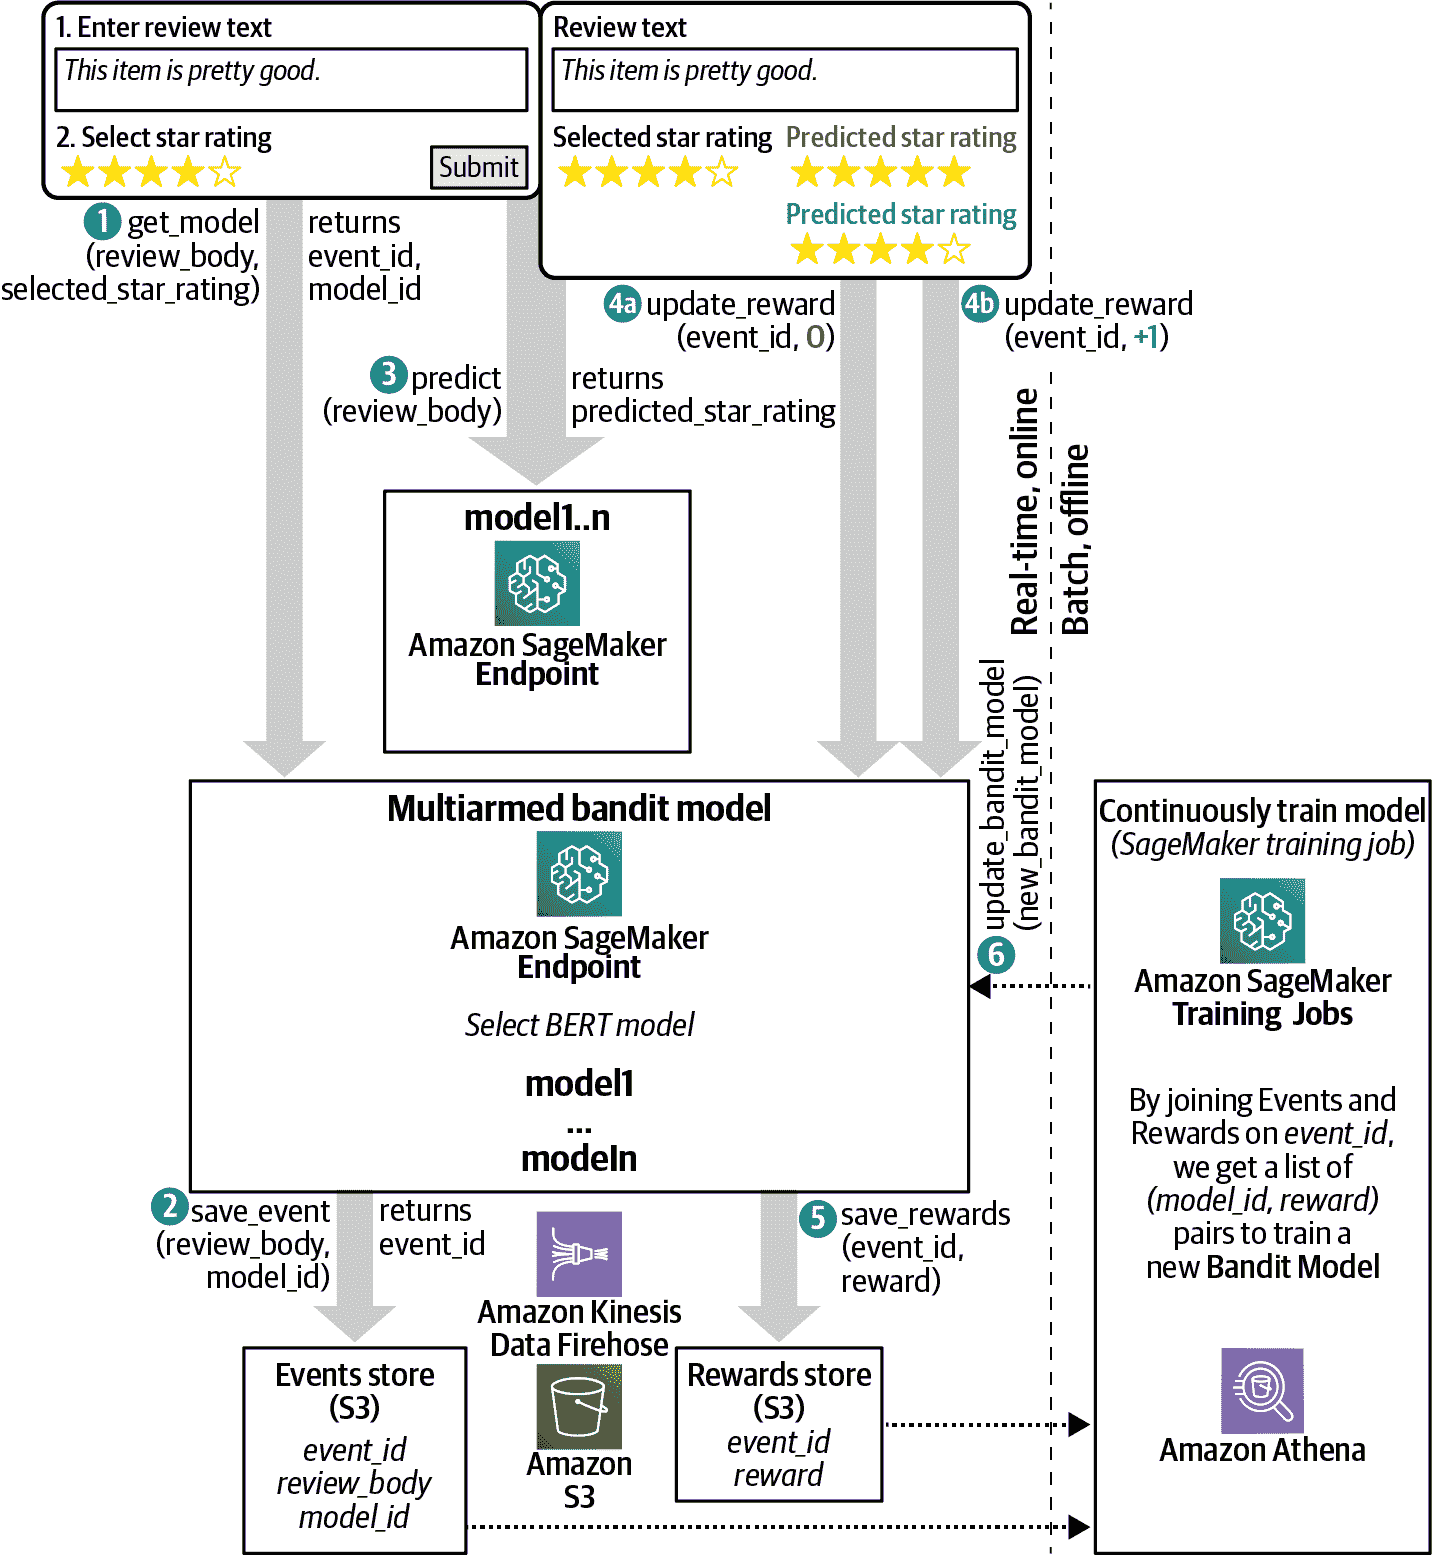 1. Enter review text
This item is pretty good.
2. Select star rating
Submit
Review text
This item is pretty good.
Selected star rating
Predicted star rating
Predicted star rating
1 get_model
(review_body,
selected_star_rating)
returns
event_id,
model_id
3 predict
(review_body)
returns
predicted_star_rating
4a update_reward
(event_id, 0)
4b update_reward
(event_id, +1)
Real-time, online
Batch, offline
model1..n
Amazon SageMaker
Endpoint
Multiarmed bandit model
Amazon SageMaker
Endpoint
Select BERT model
model1
...
modeln
6 update_bandit_model
(new_bandit_model)
Continuously train model
(SageMaker training job)
Amazon SageMaker
Training Jobs
By joining Events and
Rewards on event_id,
we get a list of
(model_id, reward)
pairs to train a
new Bandit Model
Amazon Athena
2 save_event
(review_body,
model_id)
returns
event_id
Amazon Kinesis
Data Firehose
Amazon
S3
5 save_rewards
(event_id,
reward)
Events store
(S3)
event_id
review_body
model_id
Rewards store
(S3)
event_id
reward